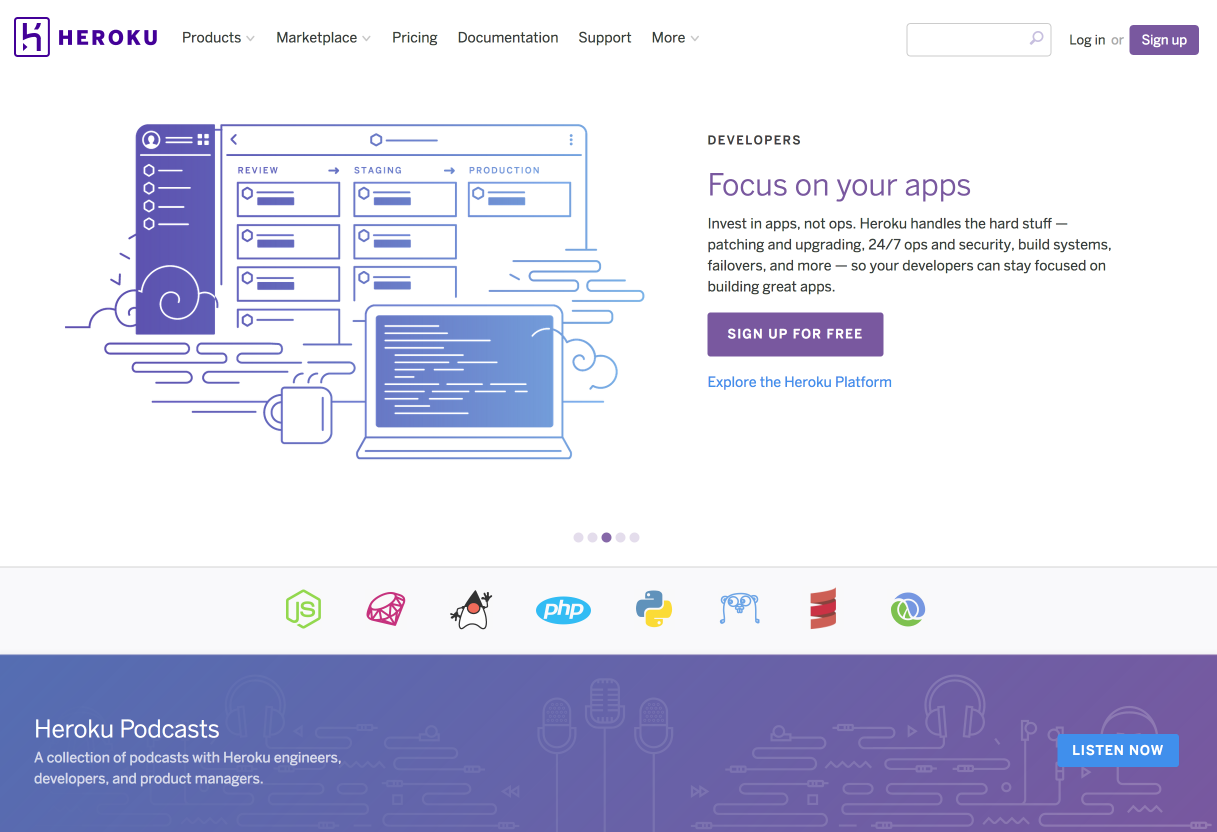 HEROKU
Products
Marketplace
Pricing
Documentation
Support
More
Log in or
Sign up
REVIEW
STAGING
PRODUCTION
DEVELOPERS
Focus on your apps
Invest in apps, not ops. Heroku handles the hard stuff —
patching and upgrading, 24/7 ops and security, build systems,
failovers, and more — so your developers can stay focused on
building great apps.
SIGN UP FOR FREE
Explore the Heroku Platform
JS
php
Heroku Podcasts
A collection of podcasts with Heroku engineers,
developers, and product managers.
LISTEN NOW